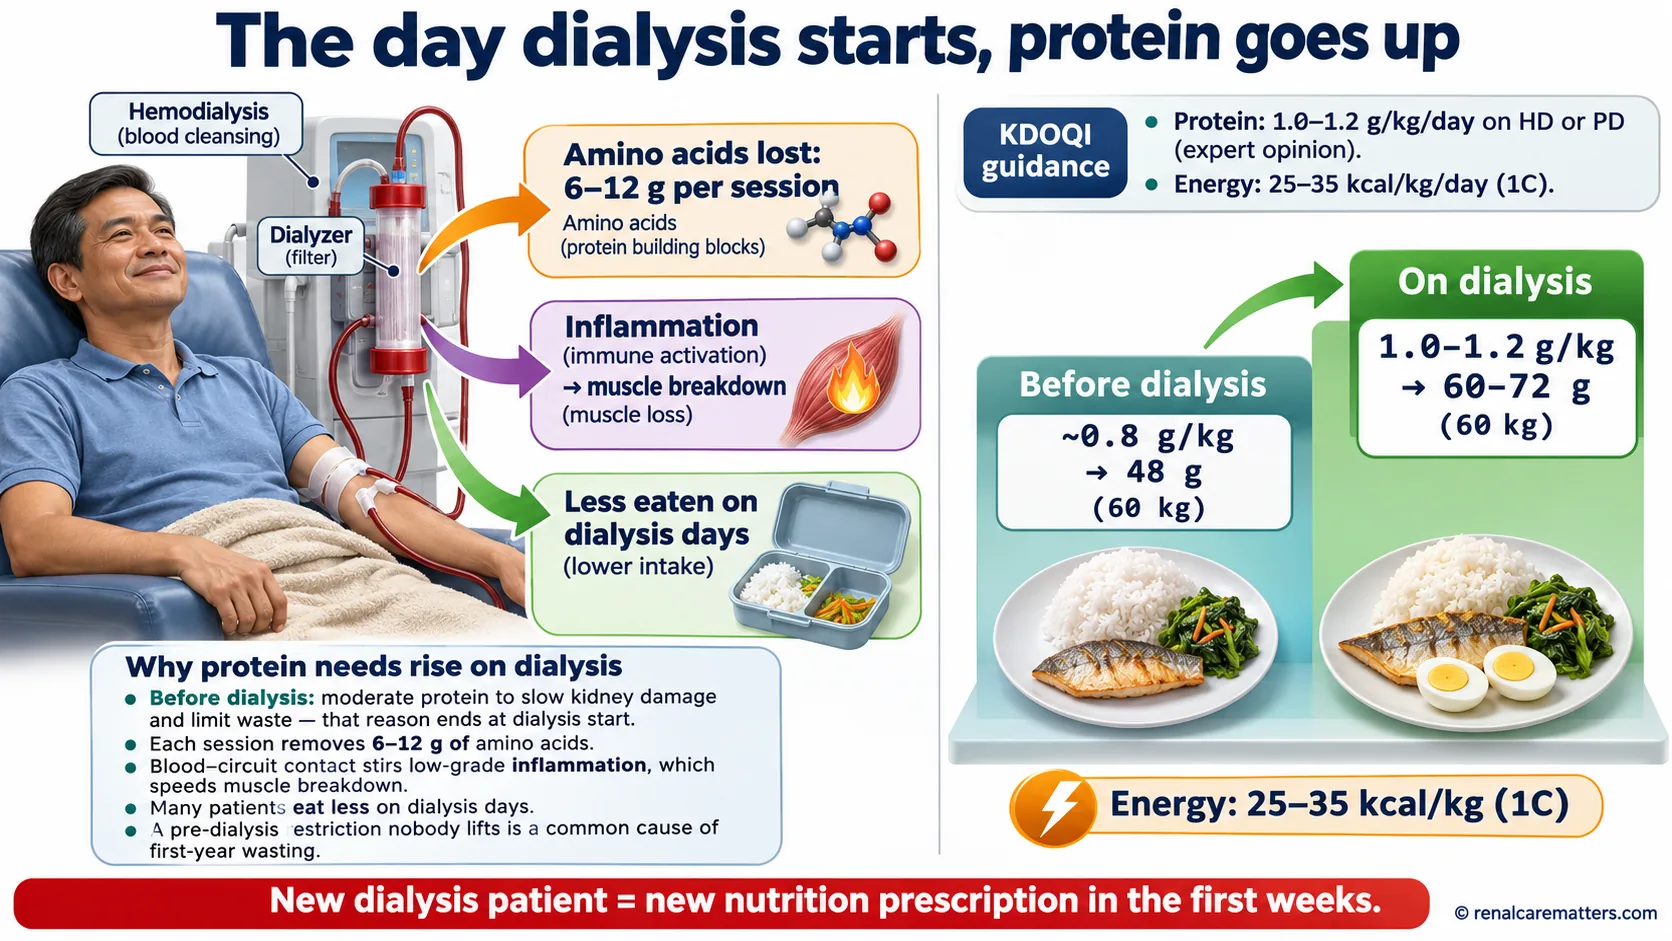 The day dialysis starts, protein goes up
Hemodialysis
(blood cleansing)
Dialyzer
(filter)
Amino acids lost:
6–12 g per session
Amino acids
(protein building blocks)
Inflammation
(immune activation)
→ muscle breakdown
(muscle loss)
Less eaten on
dialysis days
(lower intake)
Why protein needs rise on dialysis
• Before dialysis: moderate protein to slow kidney damage
and limit waste — that reason ends at dialysis start.
• Each session removes 6–12 g of amino acids.
• Blood–circuit contact stirs low-grade inflammation, which
speeds muscle breakdown.
• Many patients eat less on dialysis days.
• A pre-dialysis estriction nobody lifts is a common cause of
first-year wasting.
KDOQI
guidance
• Protein: 1.0–1.2 g/kg/day on HD or PD
(expert opinion).
• Energy: 25–35 kcal/kg/day (1C).
Before dialysis
~0.8 g/kg
→ 48 g
(60 kg)
On dialysis
1.0–1.2 g/kg
→ 60–72 g
(60 kg)
Energy: 25–35 kcal/kg (1C)
New dialysis patient = new nutrition prescription in the first weeks.
© renalcarematters.com